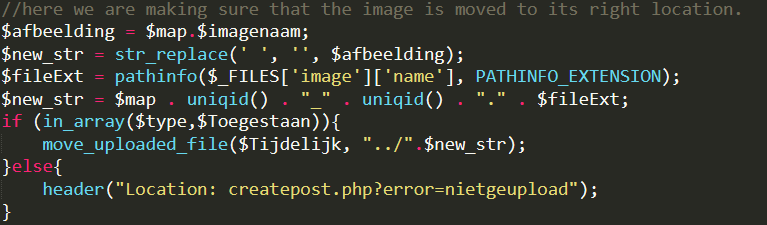 //here we are making sure that the image is moved to its right location.
$afbeelding = $map.$imagenaam;
$new_str = str_replace(' ', '', $afbeelding);
$fileExt = pathinfo($_FILES['image']['name'], PATHINFO_EXTENSION);
$new_str = $map . uniqid() . "_" . uniqid() . "." . $fileExt;
if (in_array($type,$Toegestaan)){
    move_uploaded_file($Tijdelijk, "../".$new_str);
}else{
    header("Location: createpost.php?error=nietgeupload");
}